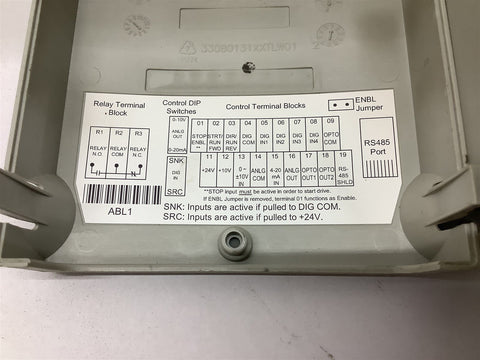 33080131XXTLW01
Relay Terminal Block
Control DIP Switches
Control Terminal Blocks
ENBL Jumper
R1 R2 R3
RELAY N.O. RELAY COM RELAY N.C.
0-10V
ANLG OUT
0-20mA
01 02 03 04 05 06 07 08 09
STOP ENBL ** STRT/ RUN FWD DIR/ RUN REV DIG COM DIG IN1 DIG IN2 DIG IN3 DIG IN4 OPTO COM
RS485 Port
SNK
DIG IN
SRC
11 12 13 14 15 16 17 18 19
+24V +10V 0~ ±10V IN ANLG COM 4-20 mA IN ANLG OUT OPTO OUT1 OPTO OUT2 RS-485 SHLD
**STOP input must be active in order to start drive.
If ENBL Jumper is removed, terminal 01 functions as Enable.
ABL1
SNK: Inputs are active if pulled to DIG COM.
SRC: Inputs are active if pulled to +24V.